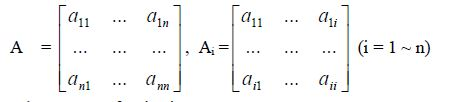 A = [ a11 ... a1n ; ... ... ... ; an1 ... ann ] , Ai = [ a11 ... a1i ; ... ... ... ; ai1 ... aii ] (i = 1 ~ n)